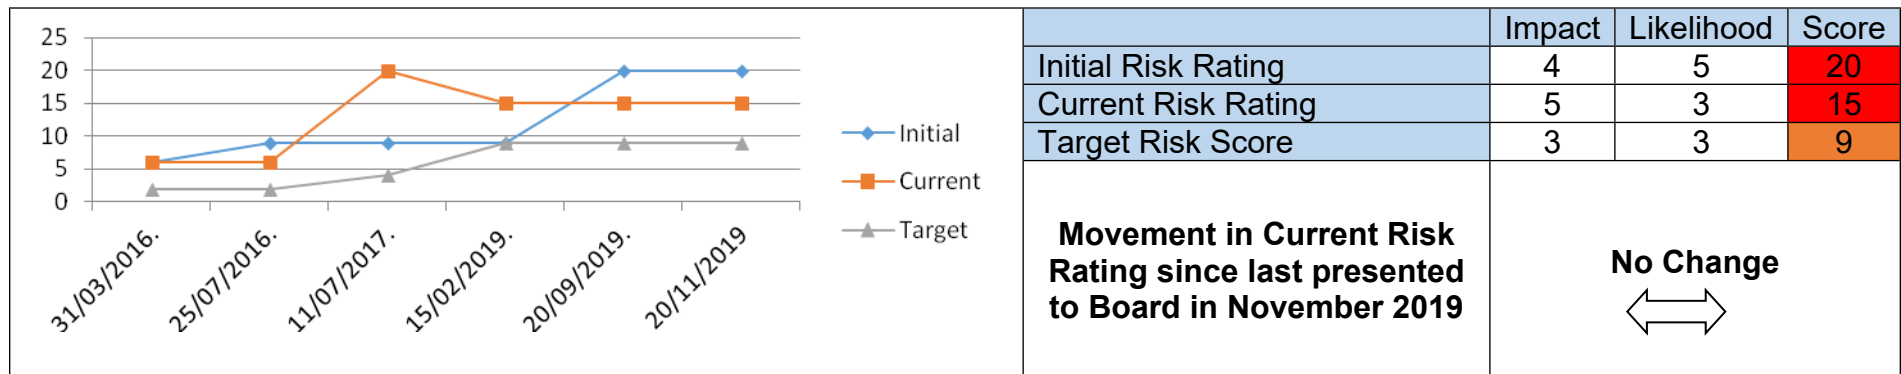 25
20
15
10
5
0
31/03/2016.
25/07/2016.
11/07/2017.
15/02/2019.
20/09/2019.
20/11/2019
Initial
Current
Target
Impact Likelihood Score
Initial Risk Rating 4 5 20
Current Risk Rating 5 3 15
Target Risk Score 3 3 9
Movement in Current Risk
Rating since last presented
to Board in November 2019
No Change